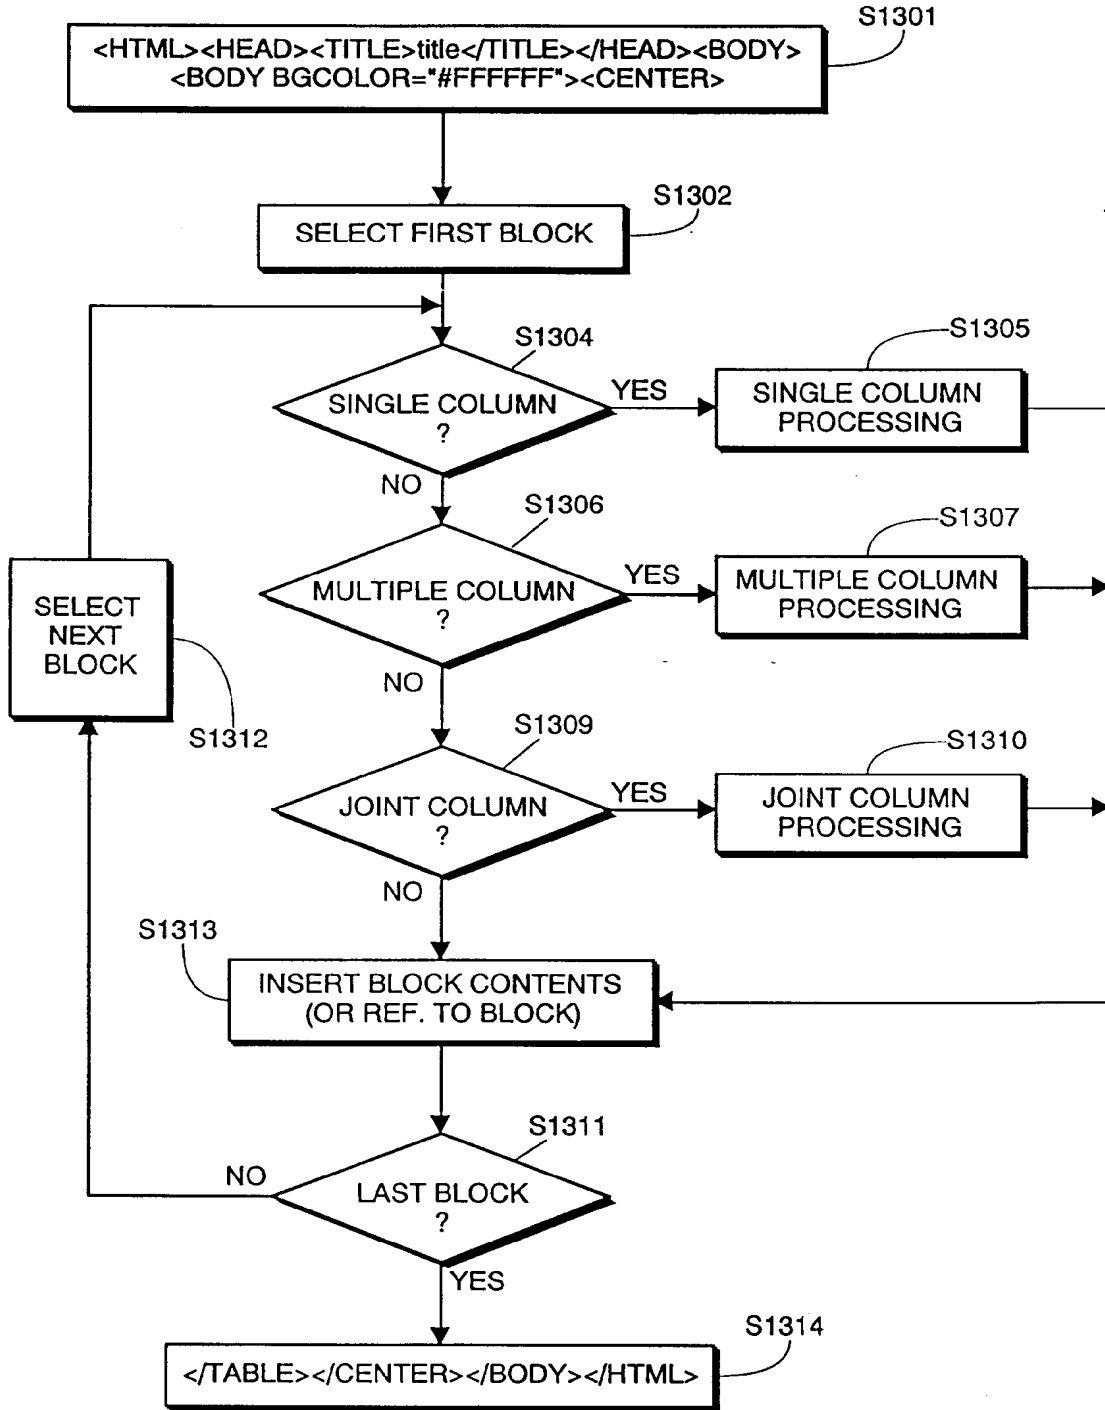 S1301
<HTML><HEAD><TITLE>title</TITLE></HEAD><BODY>
<BODY BGCOLOR="#FFFFFF"><CENTER>
S1302
SELECT FIRST BLOCK
S1304
SINGLE COLUMN
?
YES
NO
S1305
SINGLE COLUMN
PROCESSING
S1306
MULTIPLE COLUMN
?
YES
NO
S1307
MULTIPLE COLUMN
PROCESSING
SELECT
NEXT
BLOCK
S1312
S1309
JOINT COLUMN
?
YES
NO
S1310
JOINT COLUMN
PROCESSING
S1313
INSERT BLOCK CONTENTS
(OR REF. TO BLOCK)
S1311
LAST BLOCK
?
NO
YES
S1314
</TABLE></CENTER></BODY></HTML>